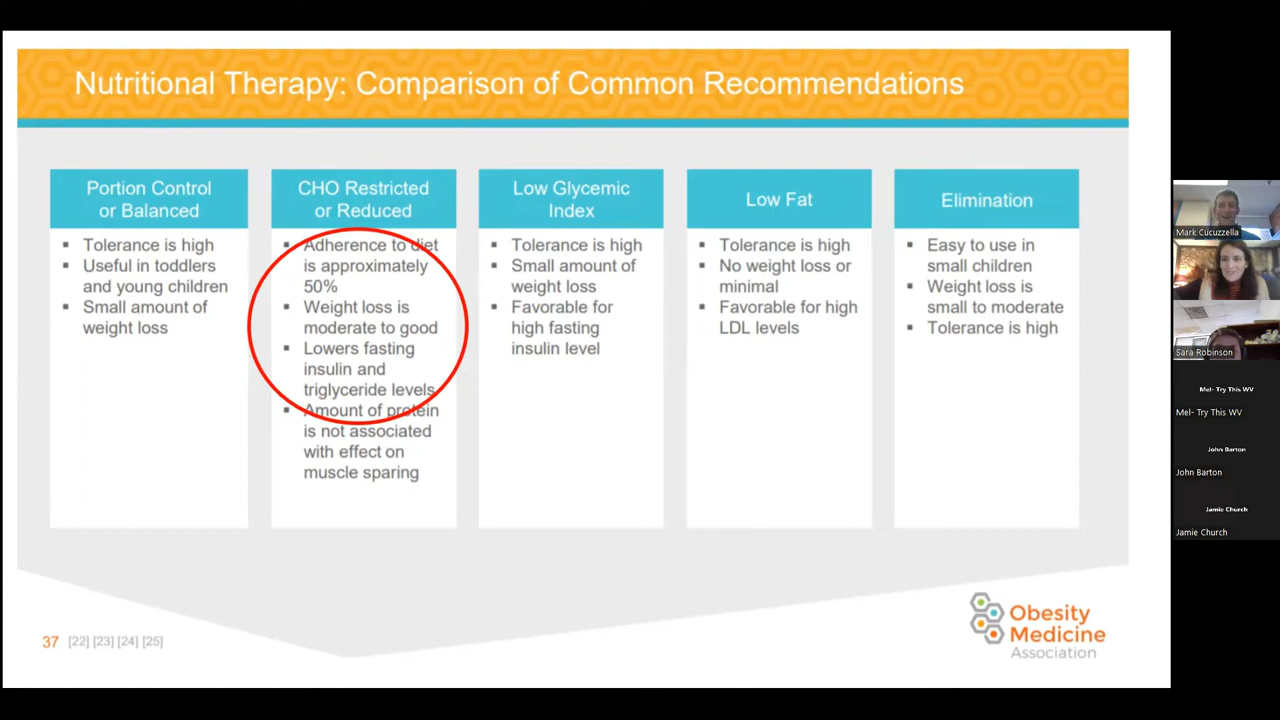 Nutritional Therapy: Comparison of Common Recommendations
Portion Control
or Balanced
▪ Tolerance is high
▪ Useful in toddlers
and young children
▪ Small amount of
weight loss
CHO Restricted
or Reduced
▪ Adherence to diet
is approximately
50%
▪ Weight loss is
moderate to good
▪ Lowers fasting
insulin and
triglyceride levels
▪ Amount of protein
is not associated
with effect on
muscle sparing
Low Glycemic
Index
▪ Tolerance is high
▪ Small amount of
weight loss
▪ Favorable for
high fasting
insulin level
Low Fat
▪ Tolerance is high
▪ No weight loss or
minimal
▪ Favorable for high
LDL levels
Elimination
▪ Easy to use in
small children
▪ Weight loss is
small to moderate
▪ Tolerance is high
37 [22] [23] [24] [25]
Obesity
Medicine
Association
Mark Cucuzzella
Sara Robinson
Mel- Try This WV
Mel- Try This WV
John Barton
John Barton
Jamie Church
Jamie Church